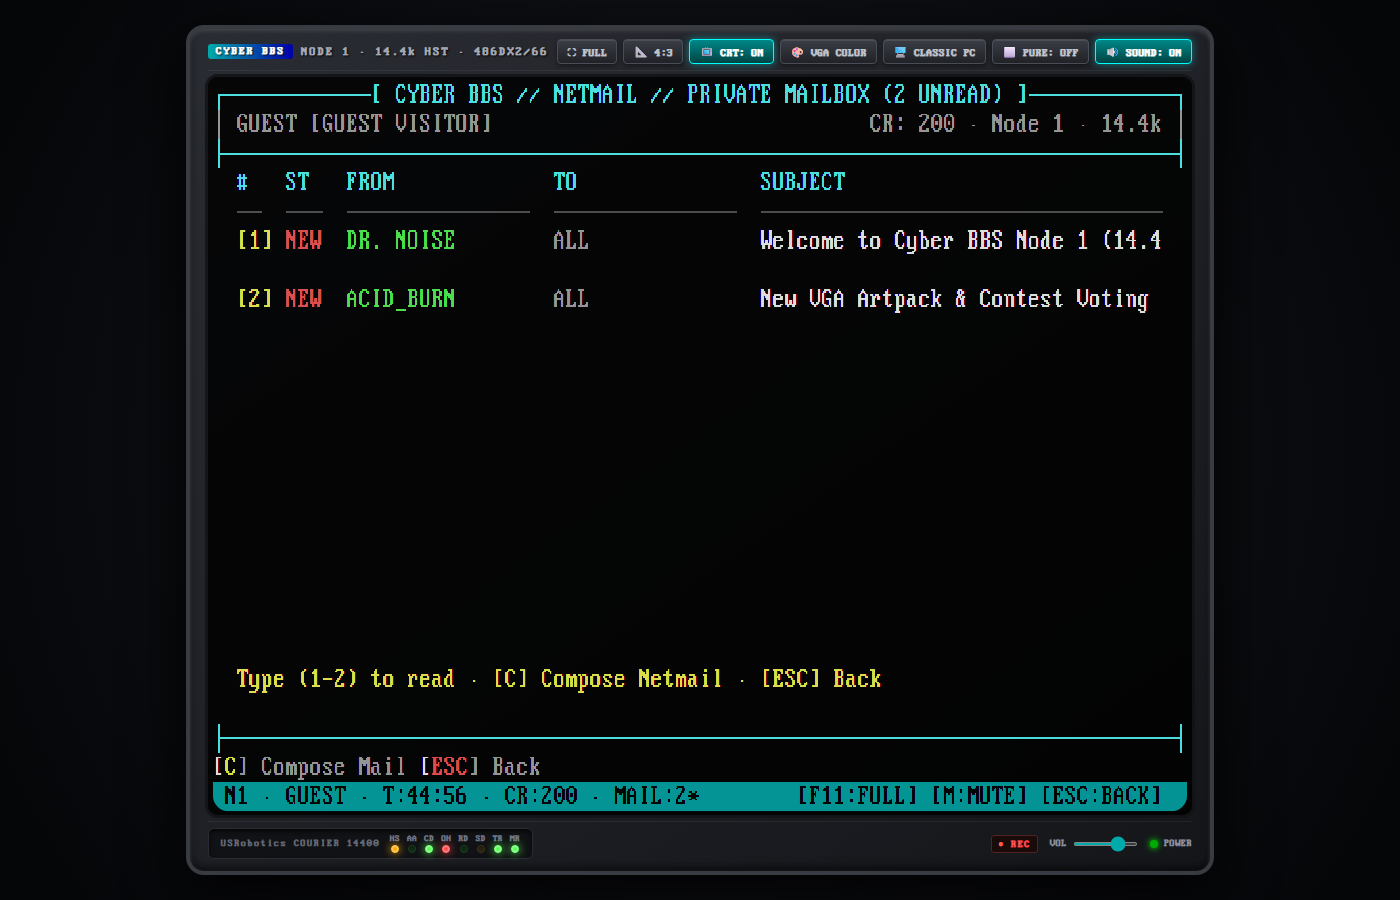 CYBER BBS NODE 1 · 14.4k HST · 486DX2/66 FULL 4:3 CRT: ON VGA COLOR CLASSIC PC PURE: OFF SOUND: ON
[ CYBER BBS // NETMAIL // PRIVATE MAILBOX (2 UNREAD) ]
GUEST [GUEST VISITOR] CR: 200 · Node 1 · 14.4k
# ST FROM TO SUBJECT
[1] NEW DR. NOISE ALL Welcome to Cyber BBS Node 1 (14.4
[2] NEW ACID_BURN ALL New VGA Artpack & Contest Voting
Type (1-2) to read · [C] Compose Netmail · [ESC] Back
[C] Compose Mail [ESC] Back
N1 · GUEST · T:44:56 · CR:200 · MAIL:2* [F11:FULL] [M:MUTE] [ESC:BACK]
HS AA CD OH RD SD TR MR
USRobotics COURIER 14400 REC VOL POWER